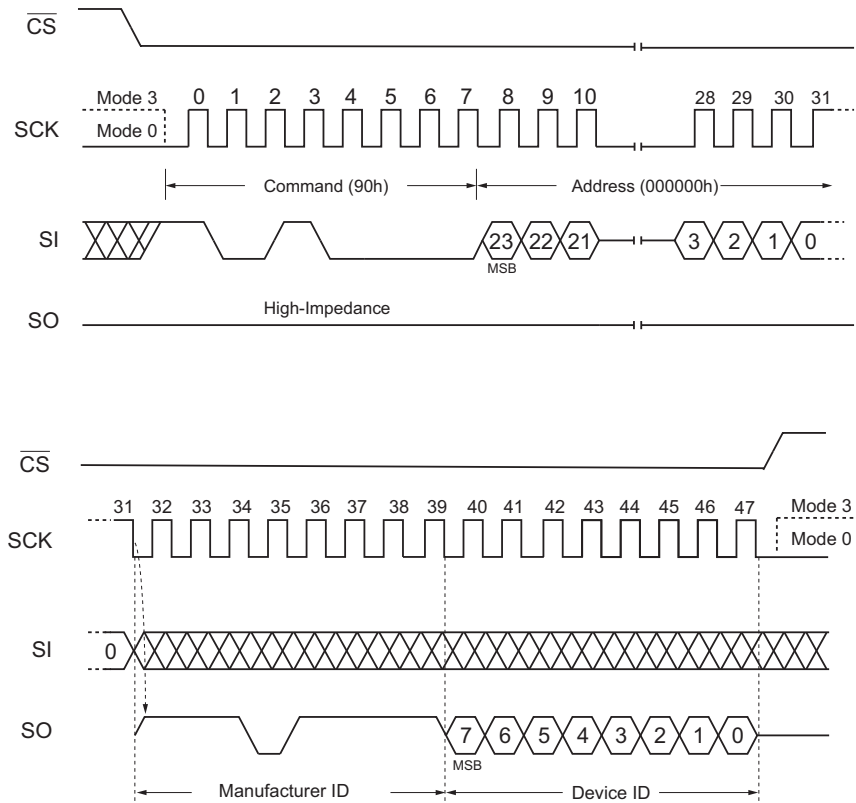 CS
Mode 3
0 1 2 3 4 5 6 7 8 9 10 28 29 30 31
SCK
Mode 0
Command (90h) Address (000000h)
SI 23 22 21 3 2 1 0
MSB
High-Impedance
SO
CS
31 32 33 34 35 36 37 38 39 40 41 42 43 44 45 46 47 Mode 3
SCK Mode 0
SI 0
SO 7 6 5 4 3 2 1 0
MSB
Manufacturer ID Device ID